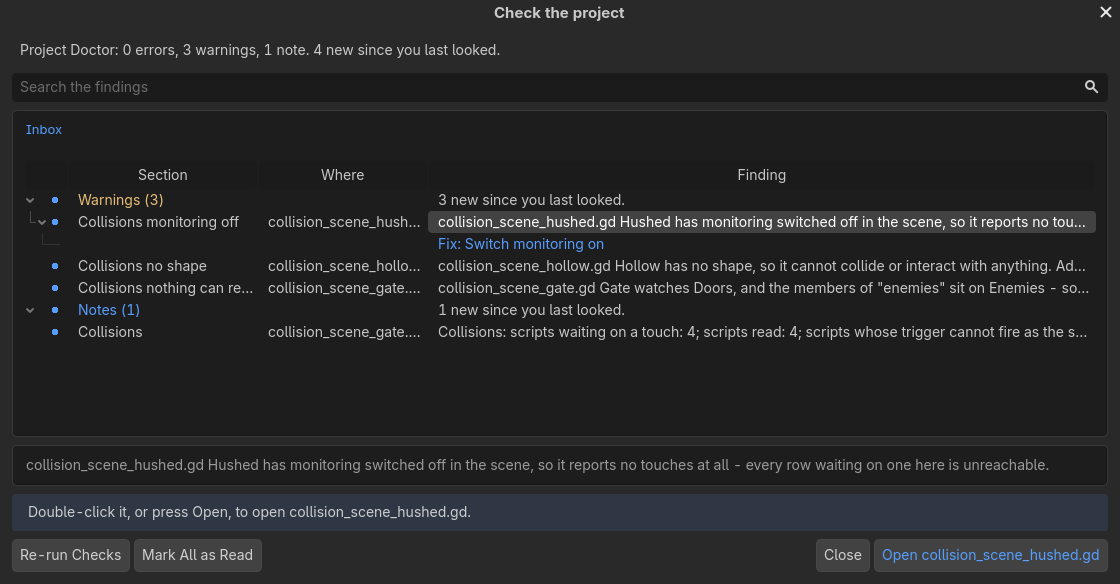 Check the project
Project Doctor: 0 errors, 3 warnings, 1 note. 4 new since you last looked.
Search the findings
Inbox
Section Where Finding
Warnings (3) 3 new since you last looked.
Collisions monitoring off collision_scene_hush... collision_scene_hushed.gd Hushed has monitoring switched off in the scene, so it reports no tou...
Fix: Switch monitoring on
Collisions no shape collision_scene_hollo... collision_scene_hollow.gd Hollow has no shape, so it cannot collide or interact with anything. Ad...
Collisions nothing can re... collision_scene_gate.... collision_scene_gate.gd Gate watches Doors, and the members of "enemies" sit on Enemies - so...
Notes (1) 1 new since you last looked.
Collisions collision_scene_gate.... Collisions: scripts waiting on a touch: 4; scripts read: 4; scripts whose trigger cannot fire as the s...
collision_scene_hushed.gd Hushed has monitoring switched off in the scene, so it reports no touches at all - every row waiting on one here is unreachable.
Double-click it, or press Open, to open collision_scene_hushed.gd.
Re-run Checks Mark All as Read Close Open collision_scene_hushed.gd